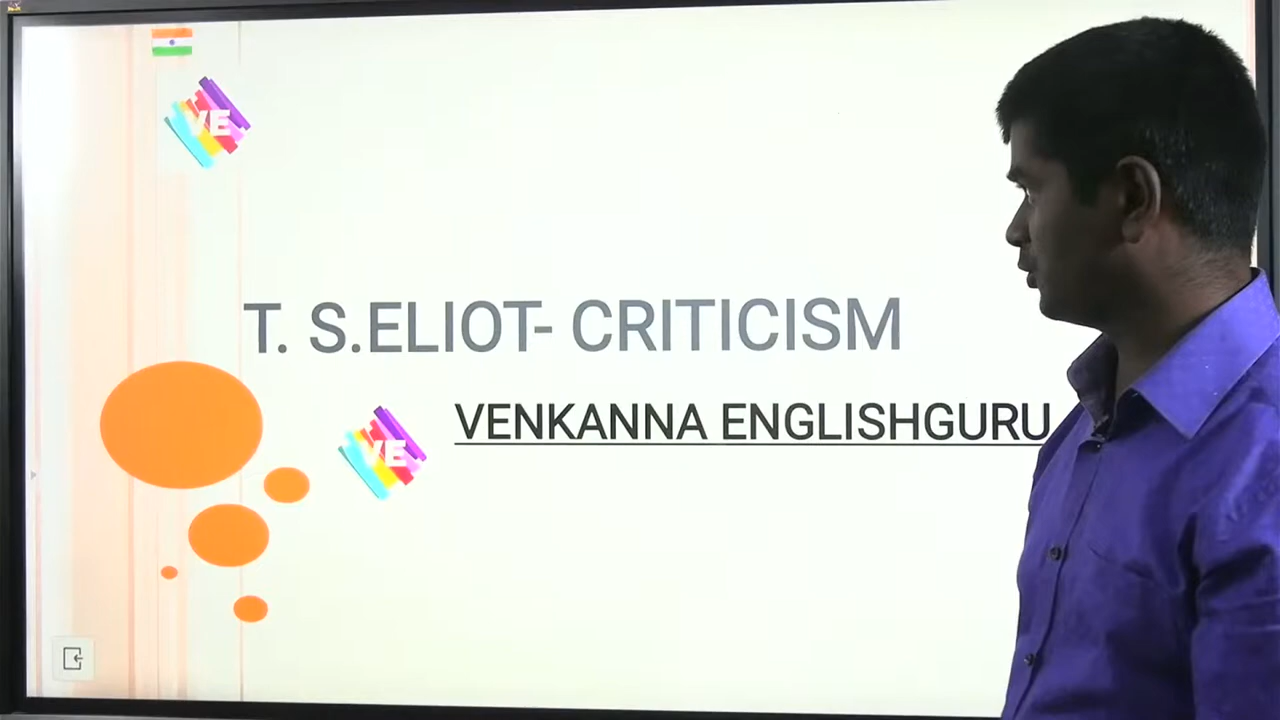 VE
T. S.ELIOT- CRITICISM
VENKANNA ENGLISHGURU
VE